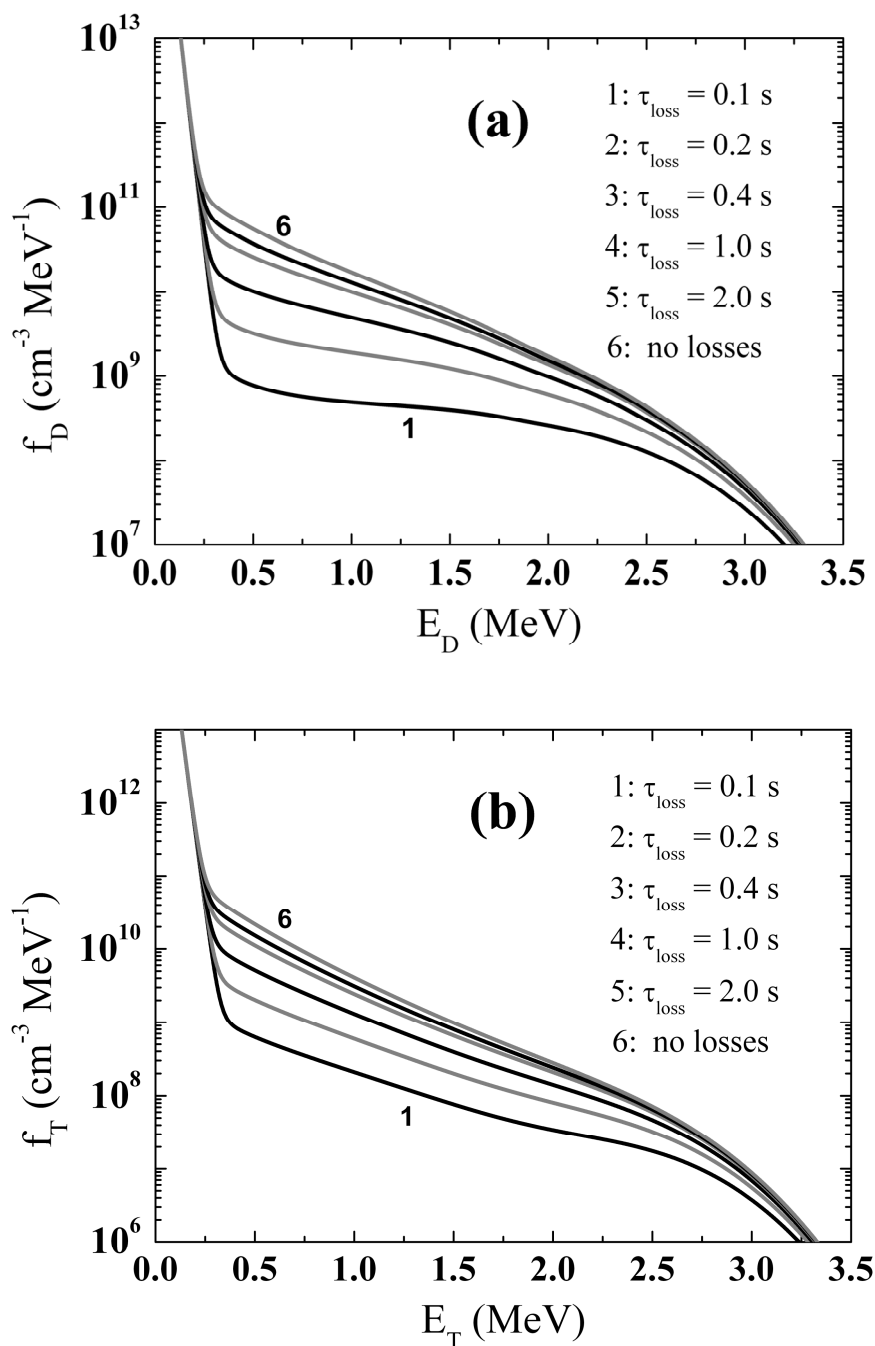 10^13
10^11
10^9
10^7
f_D (cm^-3 MeV^-1)
(a)
1: τ_loss = 0.1 s
2: τ_loss = 0.2 s
3: τ_loss = 0.4 s
4: τ_loss = 1.0 s
5: τ_loss = 2.0 s
6: no losses
6
1
0.0 0.5 1.0 1.5 2.0 2.5 3.0 3.5
E_D (MeV)
10^12
10^10
10^8
10^6
f_T (cm^-3 MeV^-1)
(b)
1: τ_loss = 0.1 s
2: τ_loss = 0.2 s
3: τ_loss = 0.4 s
4: τ_loss = 1.0 s
5: τ_loss = 2.0 s
6: no losses
6
1
0.0 0.5 1.0 1.5 2.0 2.5 3.0 3.5
E_T (MeV)